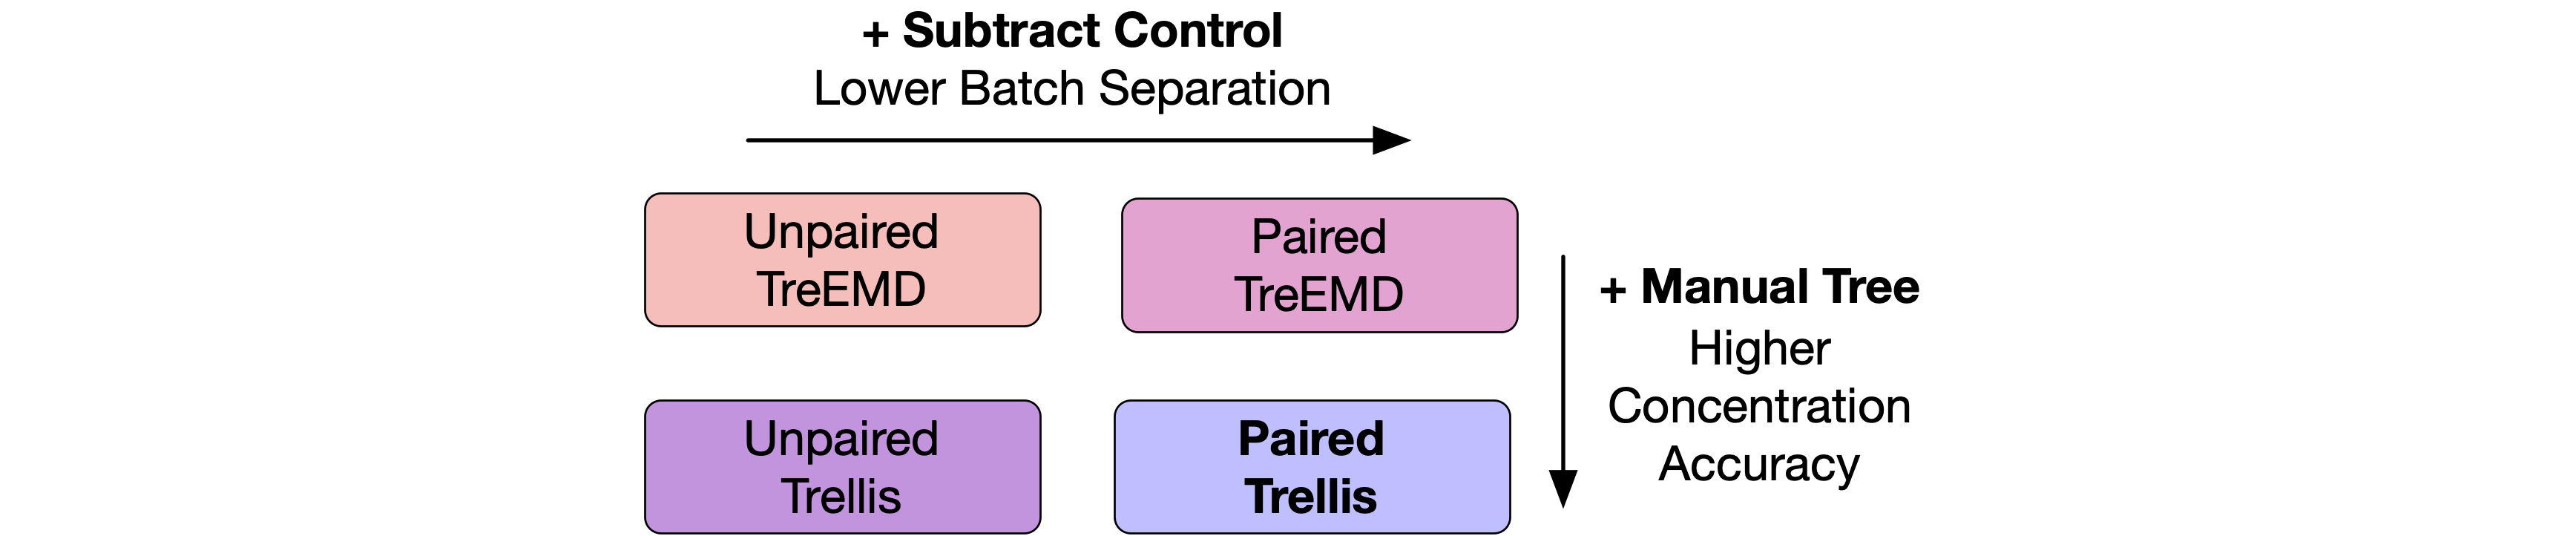 + Subtract Control
Lower Batch Separation
Unpaired
TreEMD
Paired
TreEMD
+ Manual Tree
Higher
Concentration
Accuracy
Unpaired
Trellis
Paired
Trellis